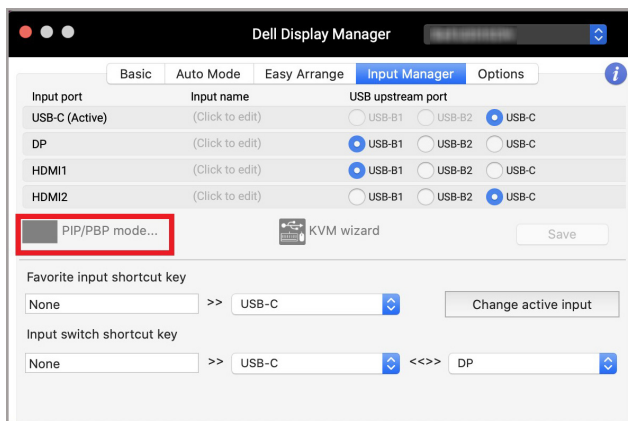 Dell Display Manager
Basic Auto Mode Easy Arrange Input Manager Options i
Input port Input name USB upstream port
USB-C (Active) (Click to edit) USB-B1 USB-B2 USB-C
DP (Click to edit) USB-B1 USB-B2 USB-C
HDMI1 (Click to edit) USB-B1 USB-B2 USB-C
HDMI2 (Click to edit) USB-B1 USB-B2 USB-C
PIP/PBP mode... KVM wizard Save
Favorite input shortcut key
None >> USB-C Change active input
Input switch shortcut key
None >> USB-C <<>> DP